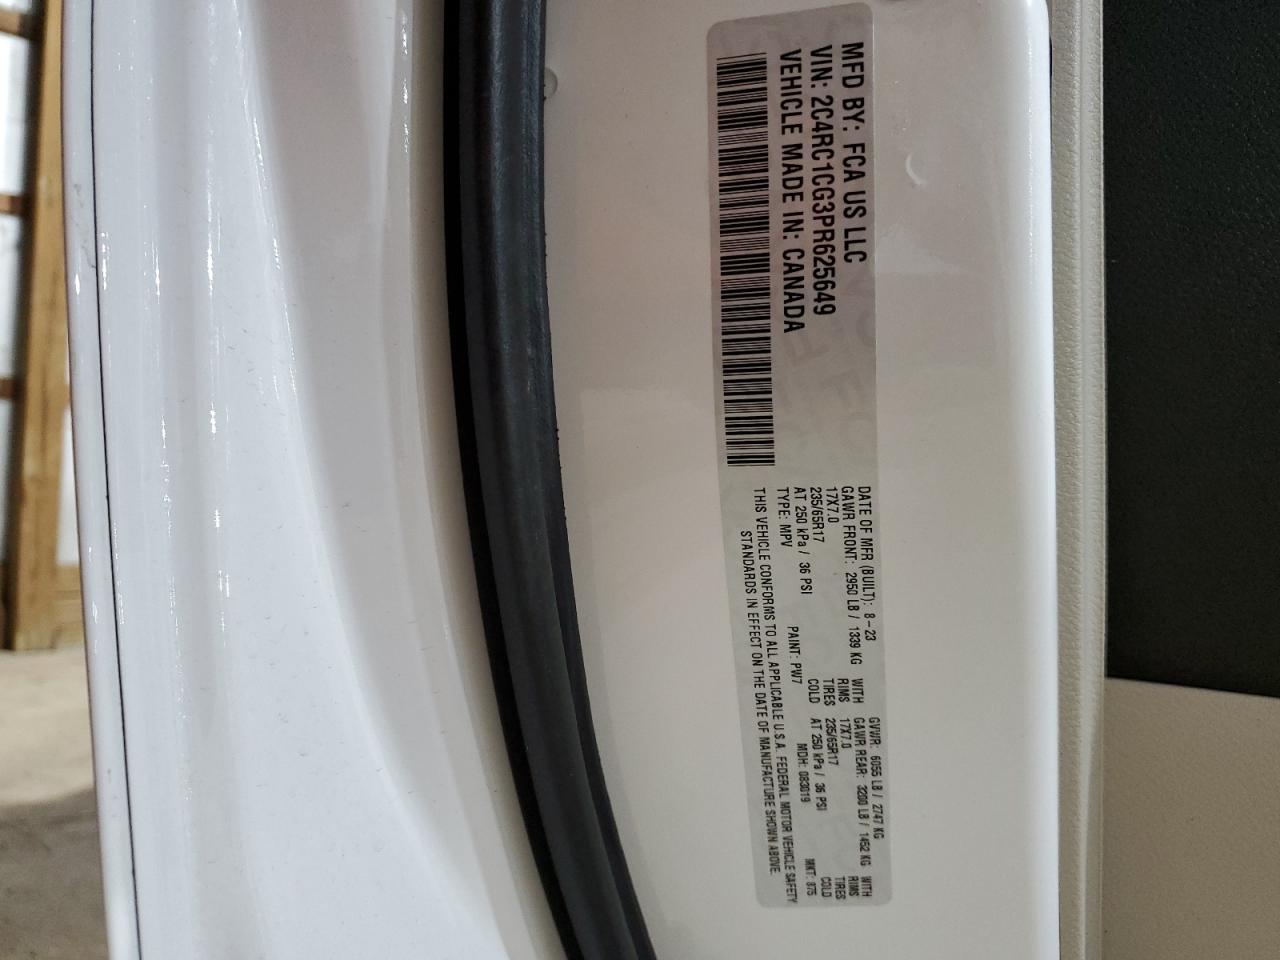 MFD BY: FCA US LLC
VIN: 2C4RC1CG3PR625649
VEHICLE MADE IN: CANADA
DATE OF MFR (BUILT): 8-23 GVWR: 6055 LB / 2747 KG
GAWR FRONT: 2950 LB / 1339 KG WITH GAWR REAR: 3200 LB / 1452 KG WITH
17X7.0 RIMS 17X7.0 RIMS
235/65R17 TIRES 235/65R17 TIRES
AT 250 kPa / 36 PSI COLD AT 250 kPa / 36 PSI COLD
TYPE: MPV PAINT: PW7 MDH: 083019 MKT: 875
THIS VEHICLE CONFORMS TO ALL APPLICABLE U.S.A. FEDERAL MOTOR VEHICLE SAFETY
STANDARDS IN EFFECT ON THE DATE OF MANUFACTURE SHOWN ABOVE.